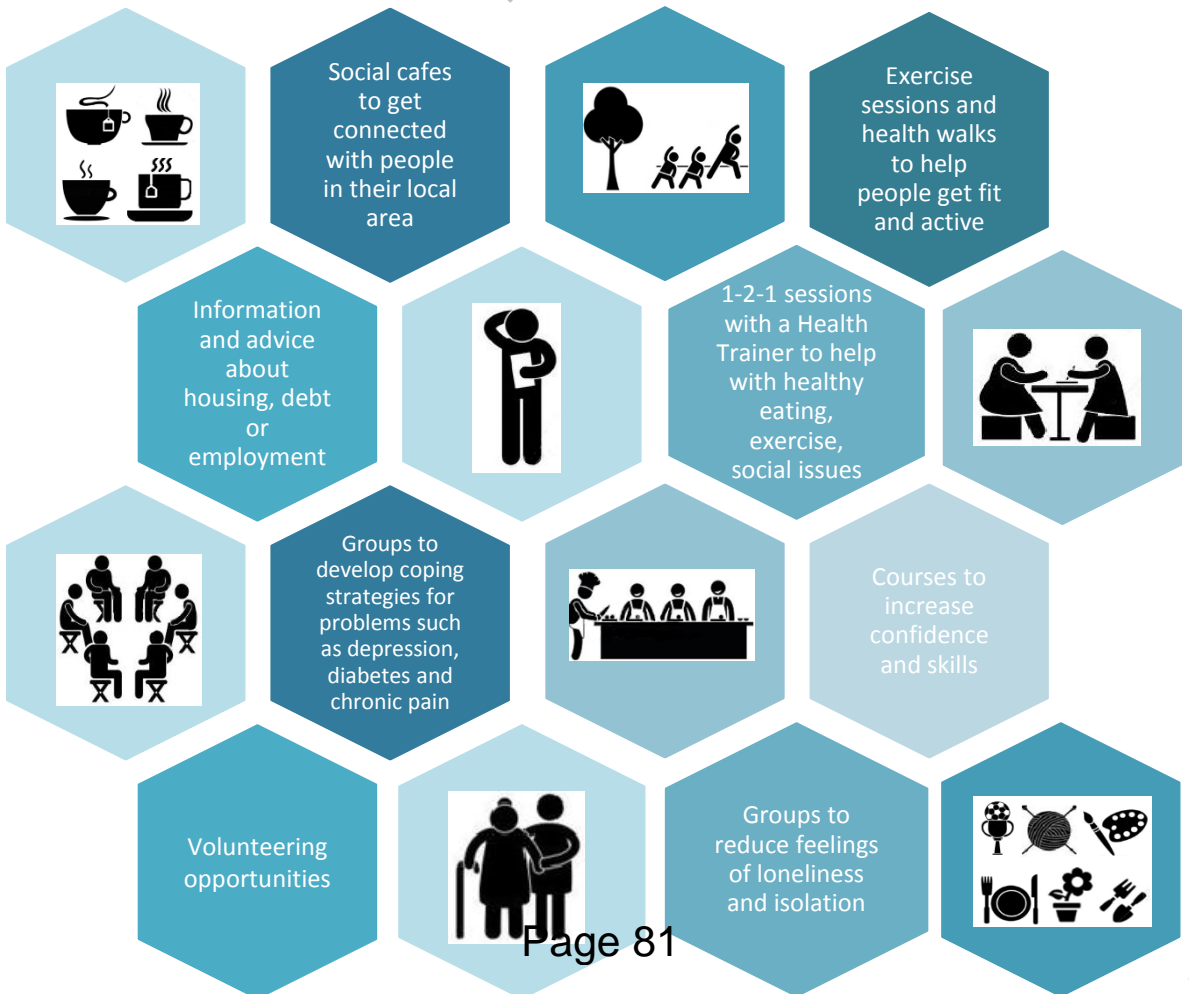 Social cafes
to get
connected
with people
in their local
area
Exercise
sessions and
health walks
to help
people get fit
and active
Information
and advice
about
housing, debt
or
employment
1-2-1 sessions
with a Health
Trainer to help
with healthy
eating,
exercise,
social issues
Groups to
develop coping
strategies for
problems such
as depression,
diabetes and
chronic pain
Courses to
increase
confidence
and skills
Volunteering
opportunities
Groups to
reduce feelings
of loneliness
and isolation
Page 81